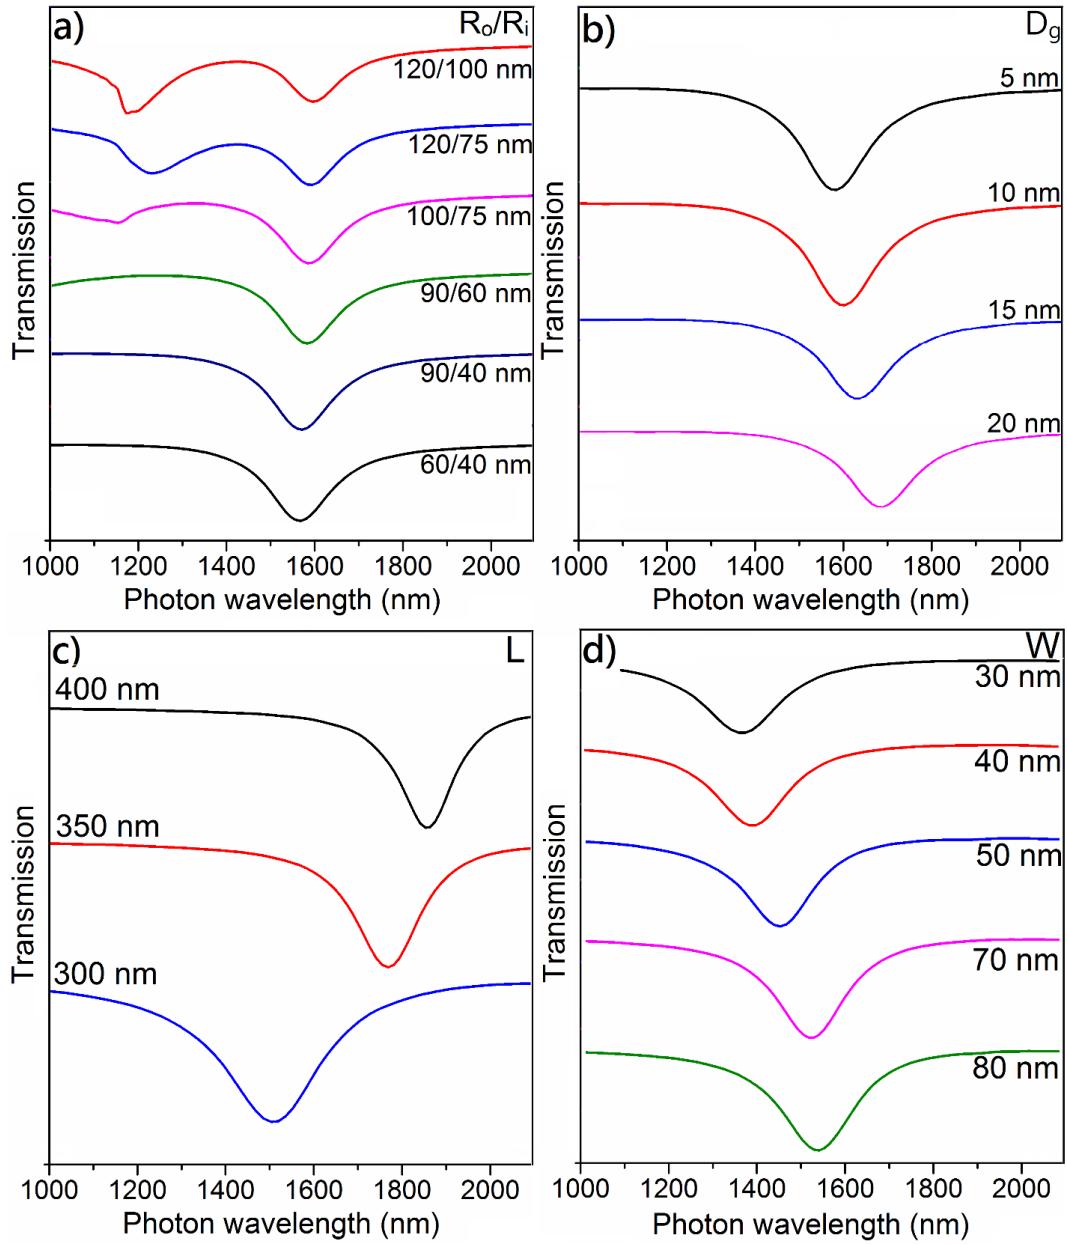 a)
Rₒ/Rᵢ
120/100 nm
120/75 nm
100/75 nm
90/60 nm
90/40 nm
60/40 nm
Transmission
1000 1200 1400 1600 1800 2000
Photon wavelength (nm)
b)
D_g
5 nm
10 nm
15 nm
20 nm
Transmission
1000 1200 1400 1600 1800 2000
Photon wavelength (nm)
c)
L
400 nm
350 nm
300 nm
Transmission
1000 1200 1400 1600 1800 2000
Photon wavelength (nm)
d)
W
30 nm
40 nm
50 nm
70 nm
80 nm
Transmission
1000 1200 1400 1600 1800 2000
Photon wavelength (nm)